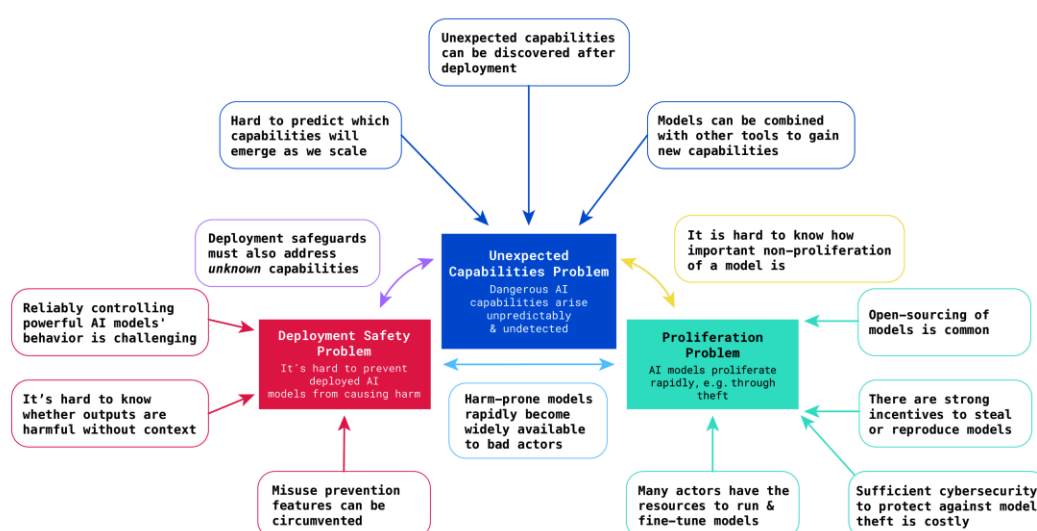 Unexpected capabilities
can be discovered after
deployment
Hard to predict which
capabilities will
emerge as we scale
Models can be combined
with other tools to gain
new capabilities
Deployment safeguards
must also address
unknown capabilities
Unexpected
Capabilities Problem
Dangerous AI
capabilities arise
unpredictably
& undetected
It is hard to know how
important non-proliferation
of a model is
Reliably controlling
powerful AI models'
behavior is challenging
Deployment Safety
Problem
It's hard to prevent
deployed AI
models from causing harm
Proliferation
Problem
AI models proliferate
rapidly, e.g. through
theft
Open-sourcing of
models is common
It’s hard to know
whether outputs are
harmful without context
Harm-prone models
rapidly become
widely available
to bad actors
There are strong
incentives to steal
or reproduce models
Misuse prevention
features can be
circumvented
Many actors have the
resources to run &
fine-tune models
Sufficient cybersecurity
to protect against model
theft is costly